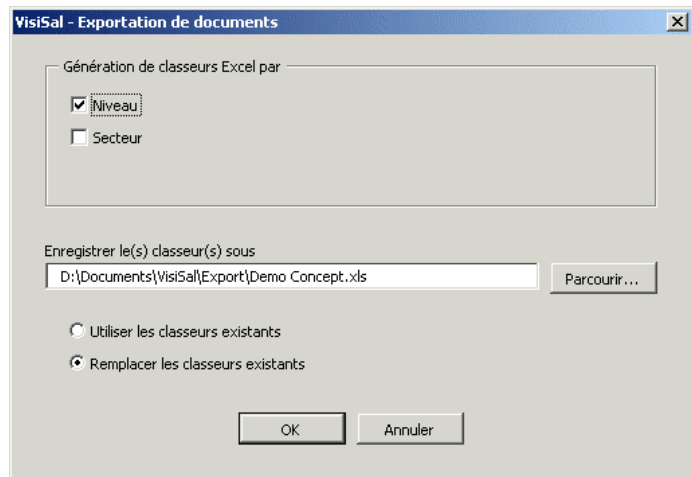 VisiSal - Exportation de documents
Génération de classeurs Excel par
Niveau
Secteur
Enregistrer le(s) classeur(s) sous
D:\Documents\VisiSal\Export\Demo Concept.xls
Parcourir...
Utiliser les classeurs existants
Remplacer les classeurs existants
OK
Annuler